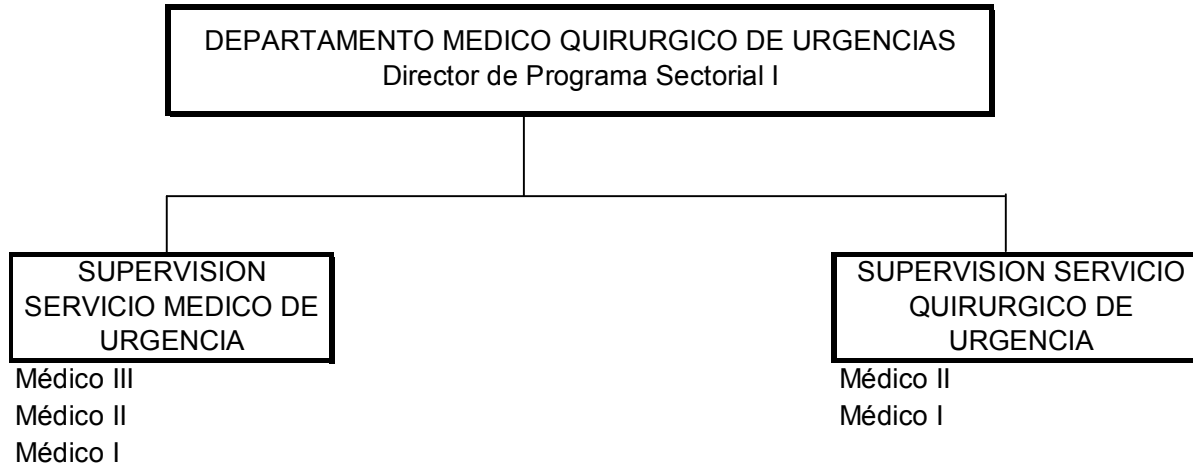 DEPARTAMENTO MEDICO QUIRURGICO DE URGENCIAS
Director de Programa Sectorial I
SUPERVISION
SERVICIO MEDICO DE
URGENCIA
Médico III
Médico II
Médico I
SUPERVISION SERVICIO
QUIRURGICO DE
URGENCIA
Médico II
Médico I